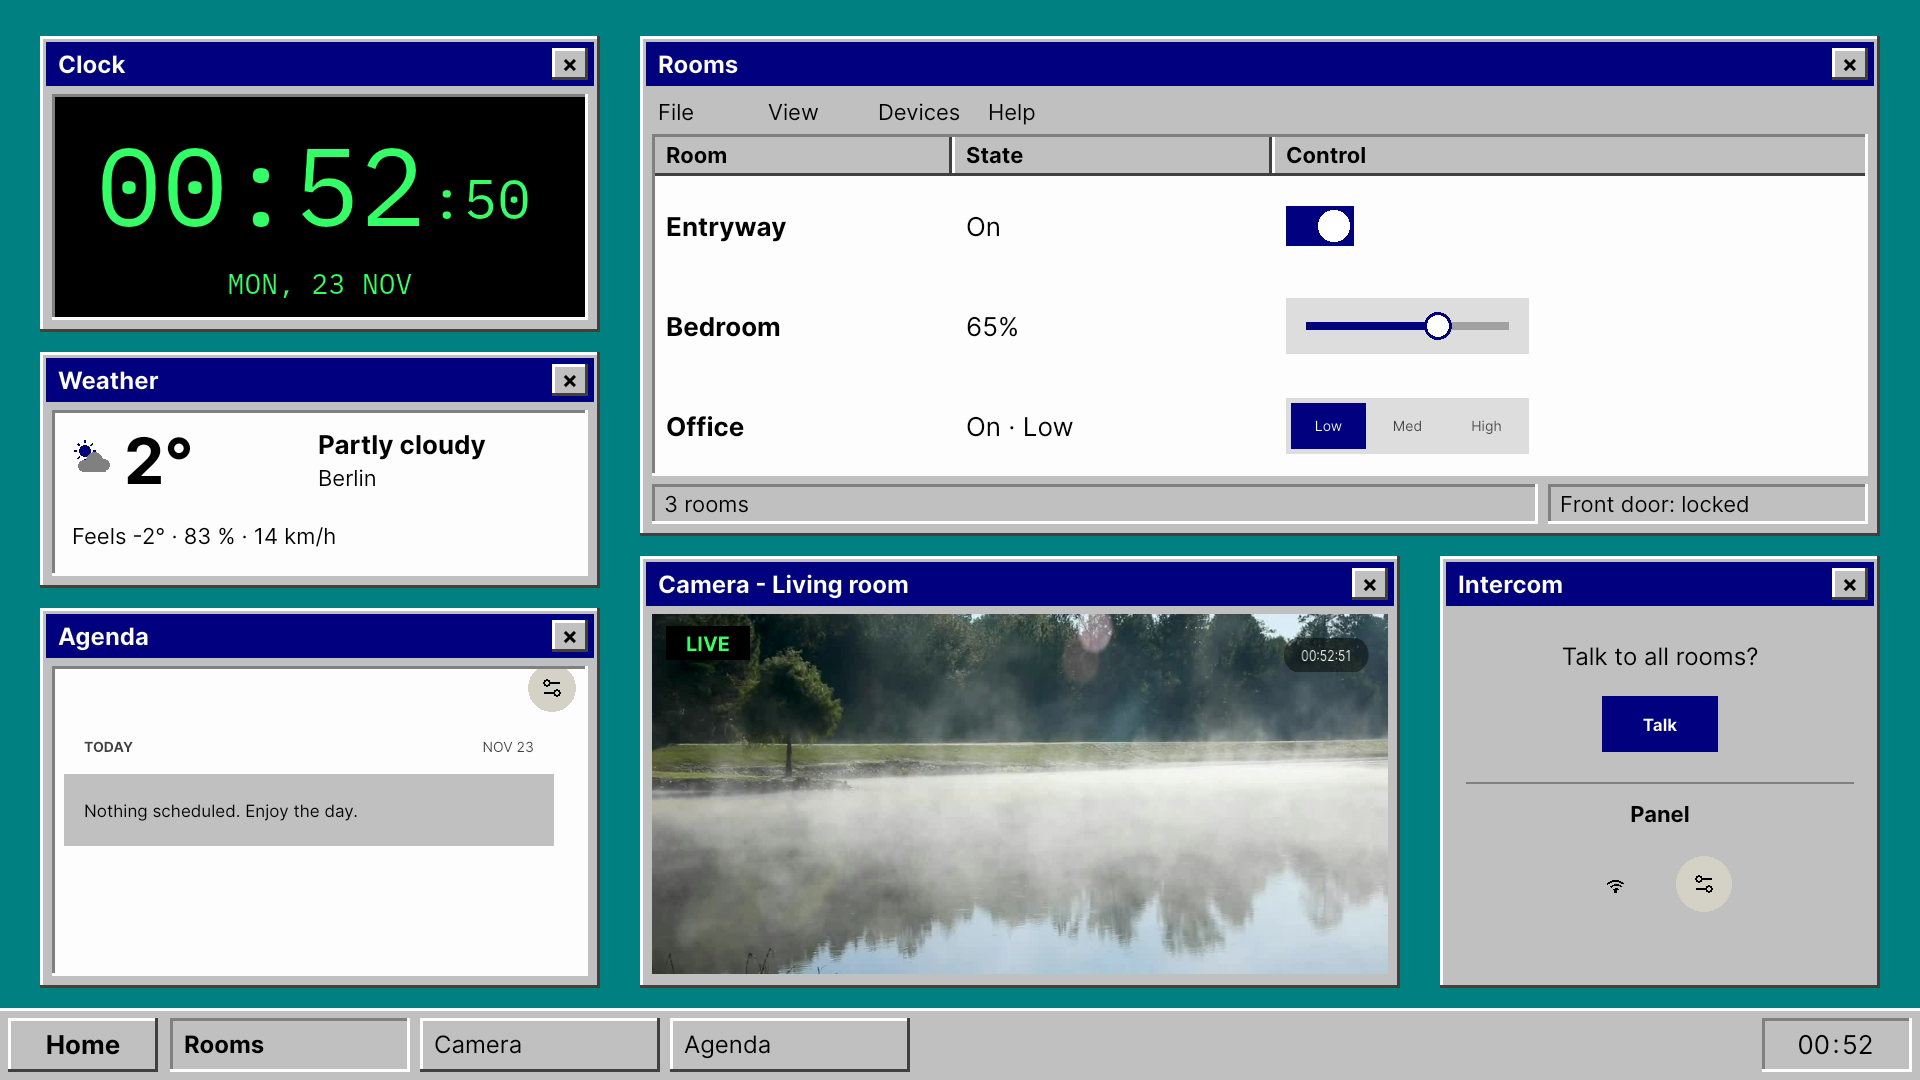 Clock
00:52:50
MON, 23 NOV
Weather
2°
Partly cloudy
Berlin
Feels -2° · 83 % · 14 km/h
Agenda
TODAY
NOV 23
Nothing scheduled. Enjoy the day.
Rooms
File View Devices Help
Room State Control
Entryway On
Bedroom 65%
Office On · Low Low Med High
3 rooms
Front door: locked
Camera - Living room
LIVE
00:52:51
Intercom
Talk to all rooms?
Talk
Panel
Home Rooms Camera Agenda 00:52